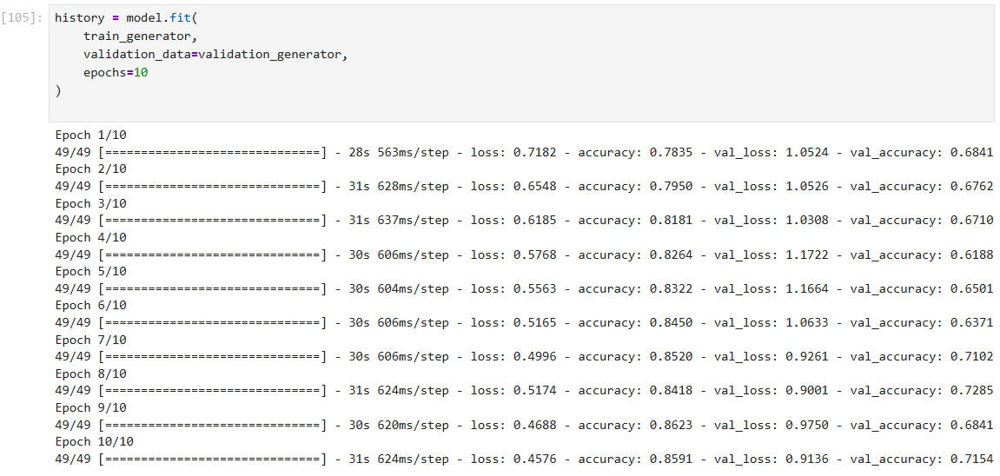 [105]: history = model.fit(
    train_generator,
    validation_data=validation_generator,
    epochs=10
)
Epoch 1/10
49/49 [==============================] - 28s 563ms/step - loss: 0.7182 - accuracy: 0.7835 - val_loss: 1.0524 - val_accuracy: 0.6841
Epoch 2/10
49/49 [==============================] - 31s 628ms/step - loss: 0.6548 - accuracy: 0.7950 - val_loss: 1.0526 - val_accuracy: 0.6762
Epoch 3/10
49/49 [==============================] - 31s 637ms/step - loss: 0.6185 - accuracy: 0.8181 - val_loss: 1.0308 - val_accuracy: 0.6710
Epoch 4/10
49/49 [==============================] - 30s 606ms/step - loss: 0.5768 - accuracy: 0.8264 - val_loss: 1.1722 - val_accuracy: 0.6188
Epoch 5/10
49/49 [==============================] - 30s 604ms/step - loss: 0.5563 - accuracy: 0.8322 - val_loss: 1.1664 - val_accuracy: 0.6501
Epoch 6/10
49/49 [==============================] - 30s 606ms/step - loss: 0.5165 - accuracy: 0.8450 - val_loss: 1.0633 - val_accuracy: 0.6371
Epoch 7/10
49/49 [==============================] - 30s 606ms/step - loss: 0.4996 - accuracy: 0.8520 - val_loss: 0.9261 - val_accuracy: 0.7102
Epoch 8/10
49/49 [==============================] - 31s 624ms/step - loss: 0.5174 - accuracy: 0.8418 - val_loss: 0.9001 - val_accuracy: 0.7285
Epoch 9/10
49/49 [==============================] - 30s 620ms/step - loss: 0.4688 - accuracy: 0.8623 - val_loss: 0.9750 - val_accuracy: 0.6841
Epoch 10/10
49/49 [==============================] - 31s 624ms/step - loss: 0.4576 - accuracy: 0.8591 - val_loss: 0.9136 - val_accuracy: 0.7154